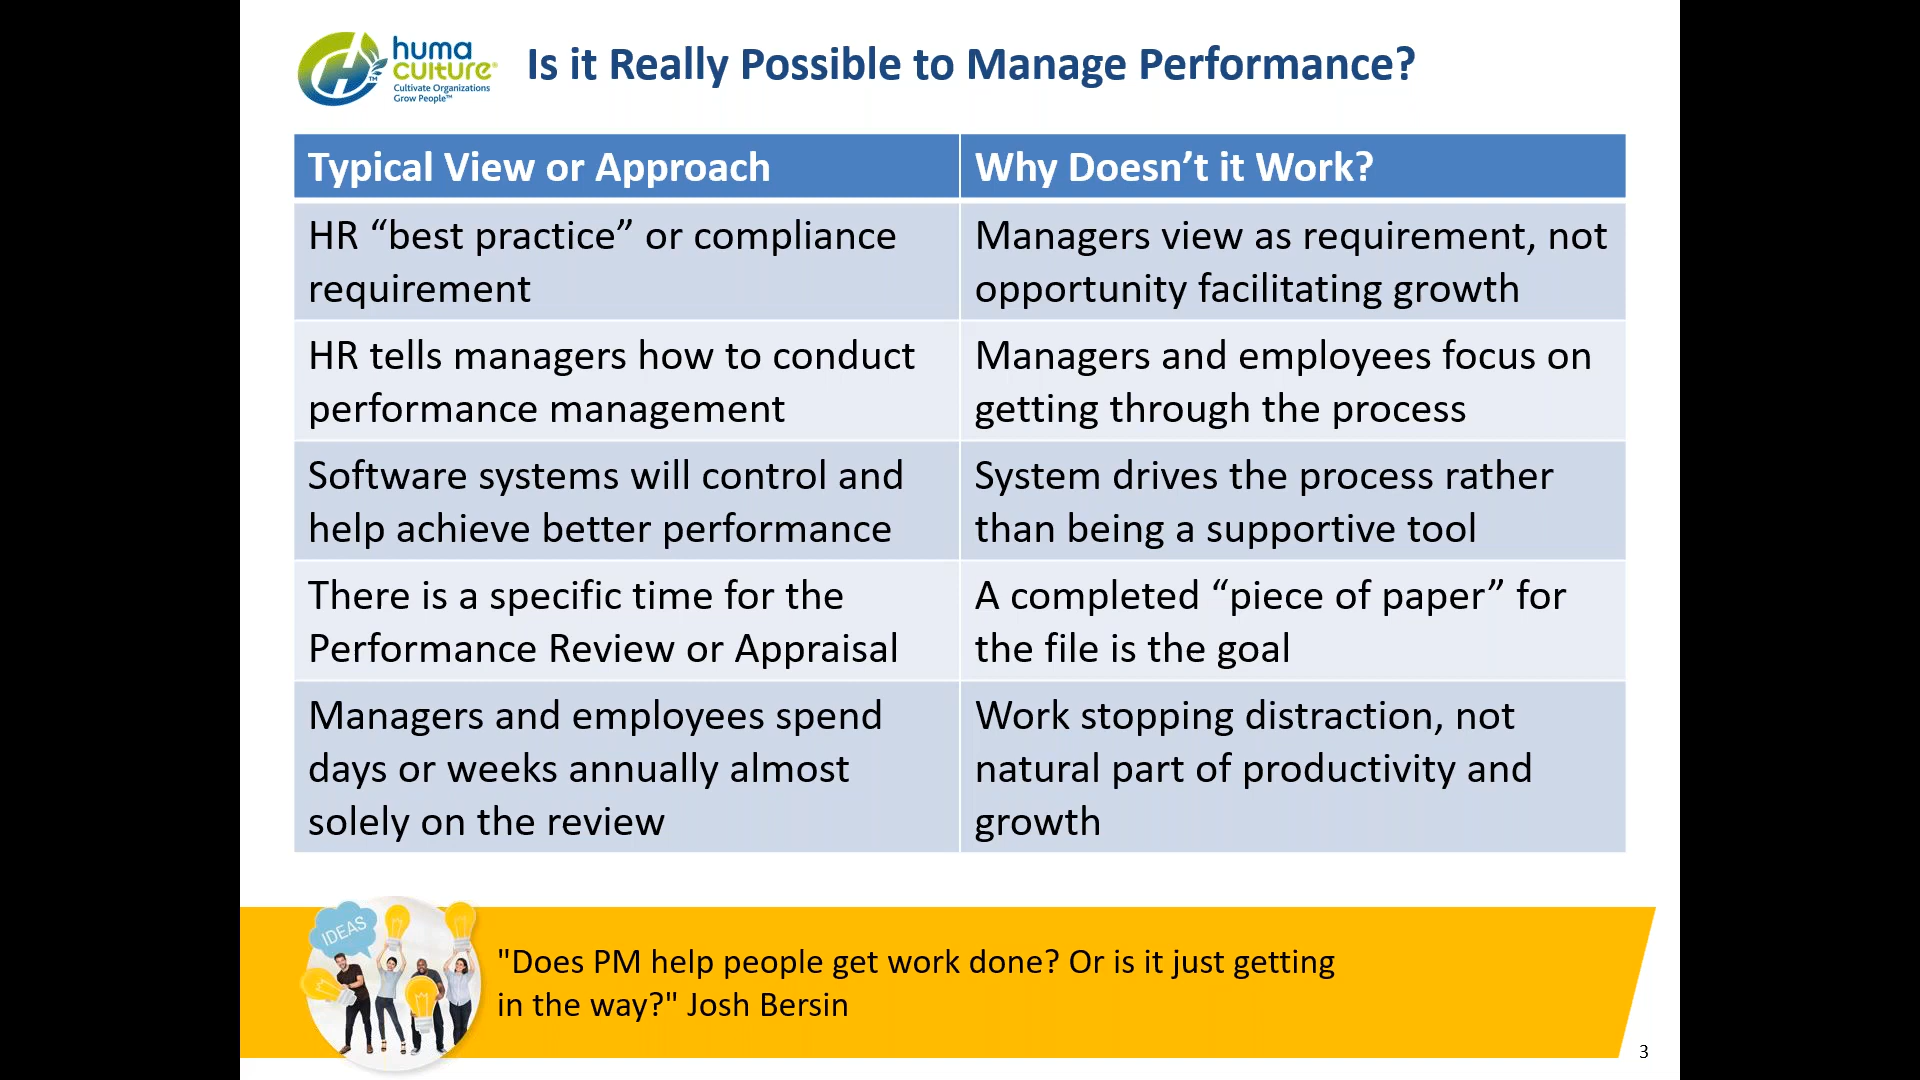 huma
culture®
Cultivate Organizations
Grow People™
Is it Really Possible to Manage Performance?
Typical View or Approach
Why Doesn’t it Work?
HR “best practice” or compliance
requirement
Managers view as requirement, not
opportunity facilitating growth
HR tells managers how to conduct
performance management
Managers and employees focus on
getting through the process
Software systems will control and
help achieve better performance
System drives the process rather
than being a supportive tool
There is a specific time for the
Performance Review or Appraisal
A completed “piece of paper” for
the file is the goal
Managers and employees spend
days or weeks annually almost
solely on the review
Work stopping distraction, not
natural part of productivity and
growth
IDEAS
"Does PM help people get work done? Or is it just getting
in the way?" Josh Bersin
3